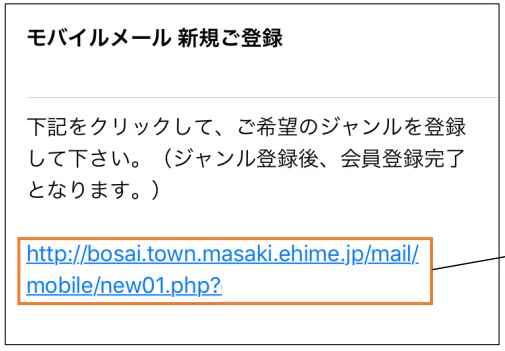 モバイルメール 新規ご登録
下記をクリックして、ご希望のジャンルを登録
して下さい。（ジャンル登録後、会員登録完了
となります。）
http://bosai.town.masaki.ehime.jp/mail/
mobile/new01.php?